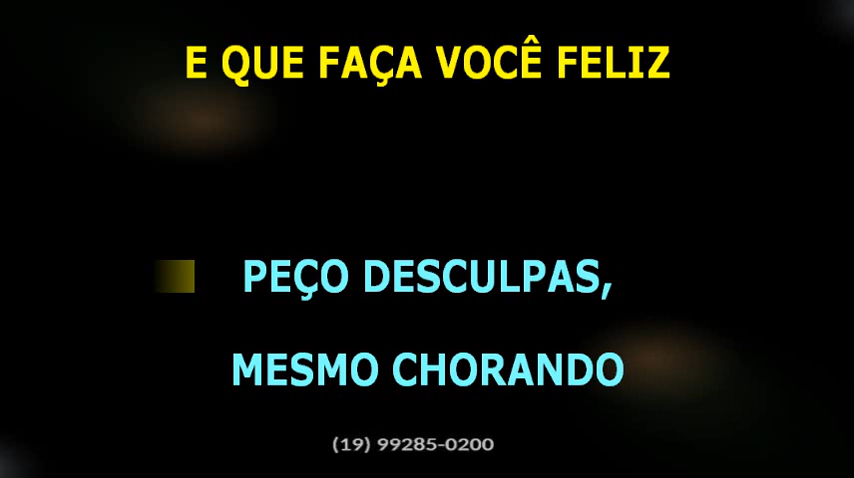 E QUE FAÇA VOCÊ FELIZ
PEÇO DESCULPAS,
MESMO CHORANDO
(19) 99285-0200